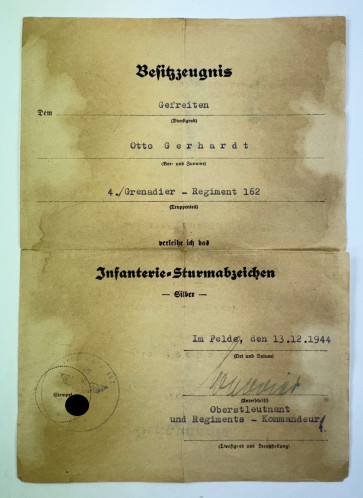 Besitzzeugnis
Dem
Gefreiten
(Dienstgrad)
Otto Gerhardt
(Vor- und Zuname)
4./Grenadier - Regiment 162
(Truppenteil)
verleihe ich das
Infanterie-Sturmabzeichen
— Silber —
Im Felde, den 13.12.1944
(Ort und Datum)
Stempel
(Unterschrift)
Oberstleutnant
und Regiments - Kommandeur
(Dienstgrad und Dienststellung)